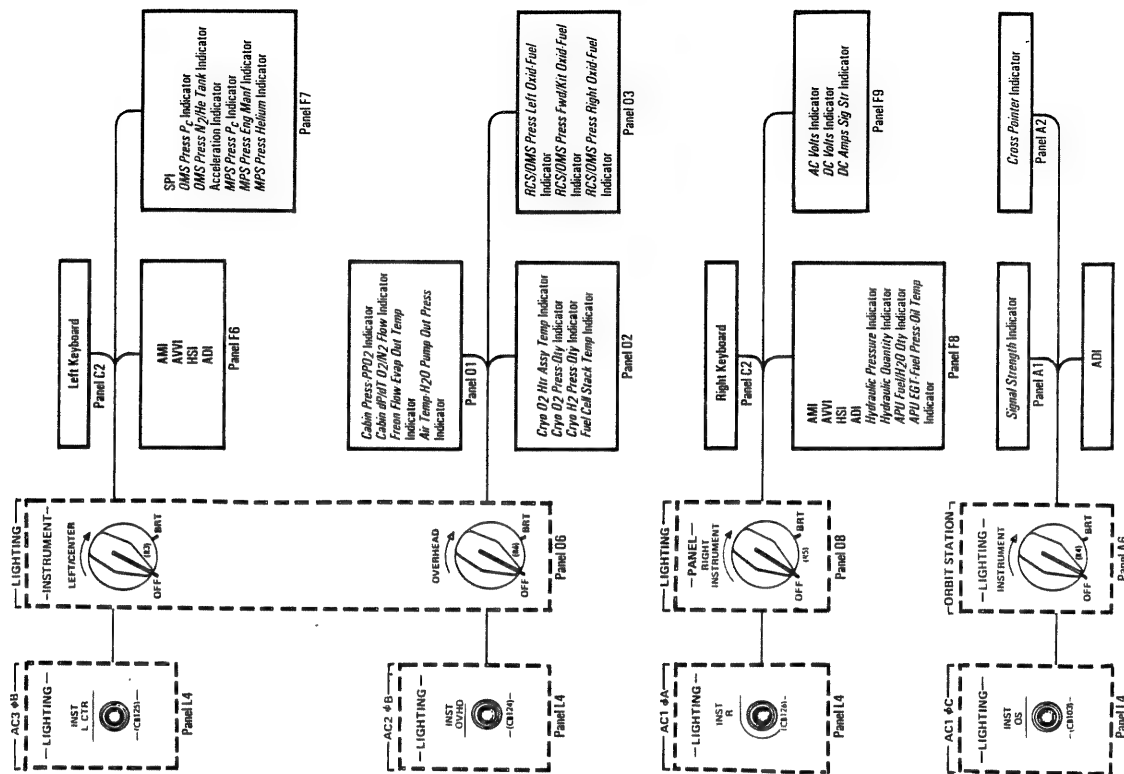 AC3 ΦB
LIGHTING
INST
L CTR
(CB125)
Panel L4
LIGHTING
INSTRUMENT
LEFT/CENTER
OFF
BRT
(R3)
Left Keyboard
Panel C2
AMI
AVVI
HSI
ADI
Panel F6
SPI
OMS Press Pc Indicator
OMS Press N2/He Tank Indicator
Acceleration Indicator
MPS Press Pc Indicator
MPS Press Eng Manf Indicator
MPS Press Helium Indicator
Panel F7
AC2 ΦB
LIGHTING
INST
OVHD
(CB124)
Panel L4
OVERHEAD
OFF
BRT
(R6)
Panel O6
Cabin Press-PPO2 Indicator
Cabin dP/dT O2/N2 Flow Indicator
Freon Flow Evap Out Temp
Indicator
Air Temp H2O Pump Out Press
Indicator
Panel O1
Cryo O2 Htr Assy Temp Indicator
Cryo O2 Press-Qty Indicator
Cryo H2 Press-Qty Indicator
Fuel Cell Stack Temp Indicator
Panel O2
RCS/OMS Press Left Oxid-Fuel
Indicator
RCS/OMS Press Fwd/Kit Oxid-Fuel
Indicator
RCS/OMS Press Right Oxid-Fuel
Indicator
Panel O3
AC1 ΦA
LIGHTING
INST
R
(CB126)
Panel L4
LIGHTING
PANEL
RIGHT
INSTRUMENT
OFF
BRT
(R5)
Panel O8
Right Keyboard
Panel C2
AMI
AVVI
HSI
ADI
Hydraulic Pressure Indicator
Hydraulic Quantity Indicator
APU Fuel/H2O Qty Indicator
APU EGT-Fuel Press-Oil Temp
Indicator
Panel F8
AC Volts Indicator
DC Volts Indicator
DC Amps Sig Str Indicator
Panel F9
AC1 ΦC
LIGHTING
INST
OS
(CB103)
Panel L4
ORBIT STATION
LIGHTING
INSTRUMENT
OFF
BRT
(R4)
Panel A6
Signal Strength Indicator
Panel A1
ADI
Cross Pointer Indicator
Panel A2